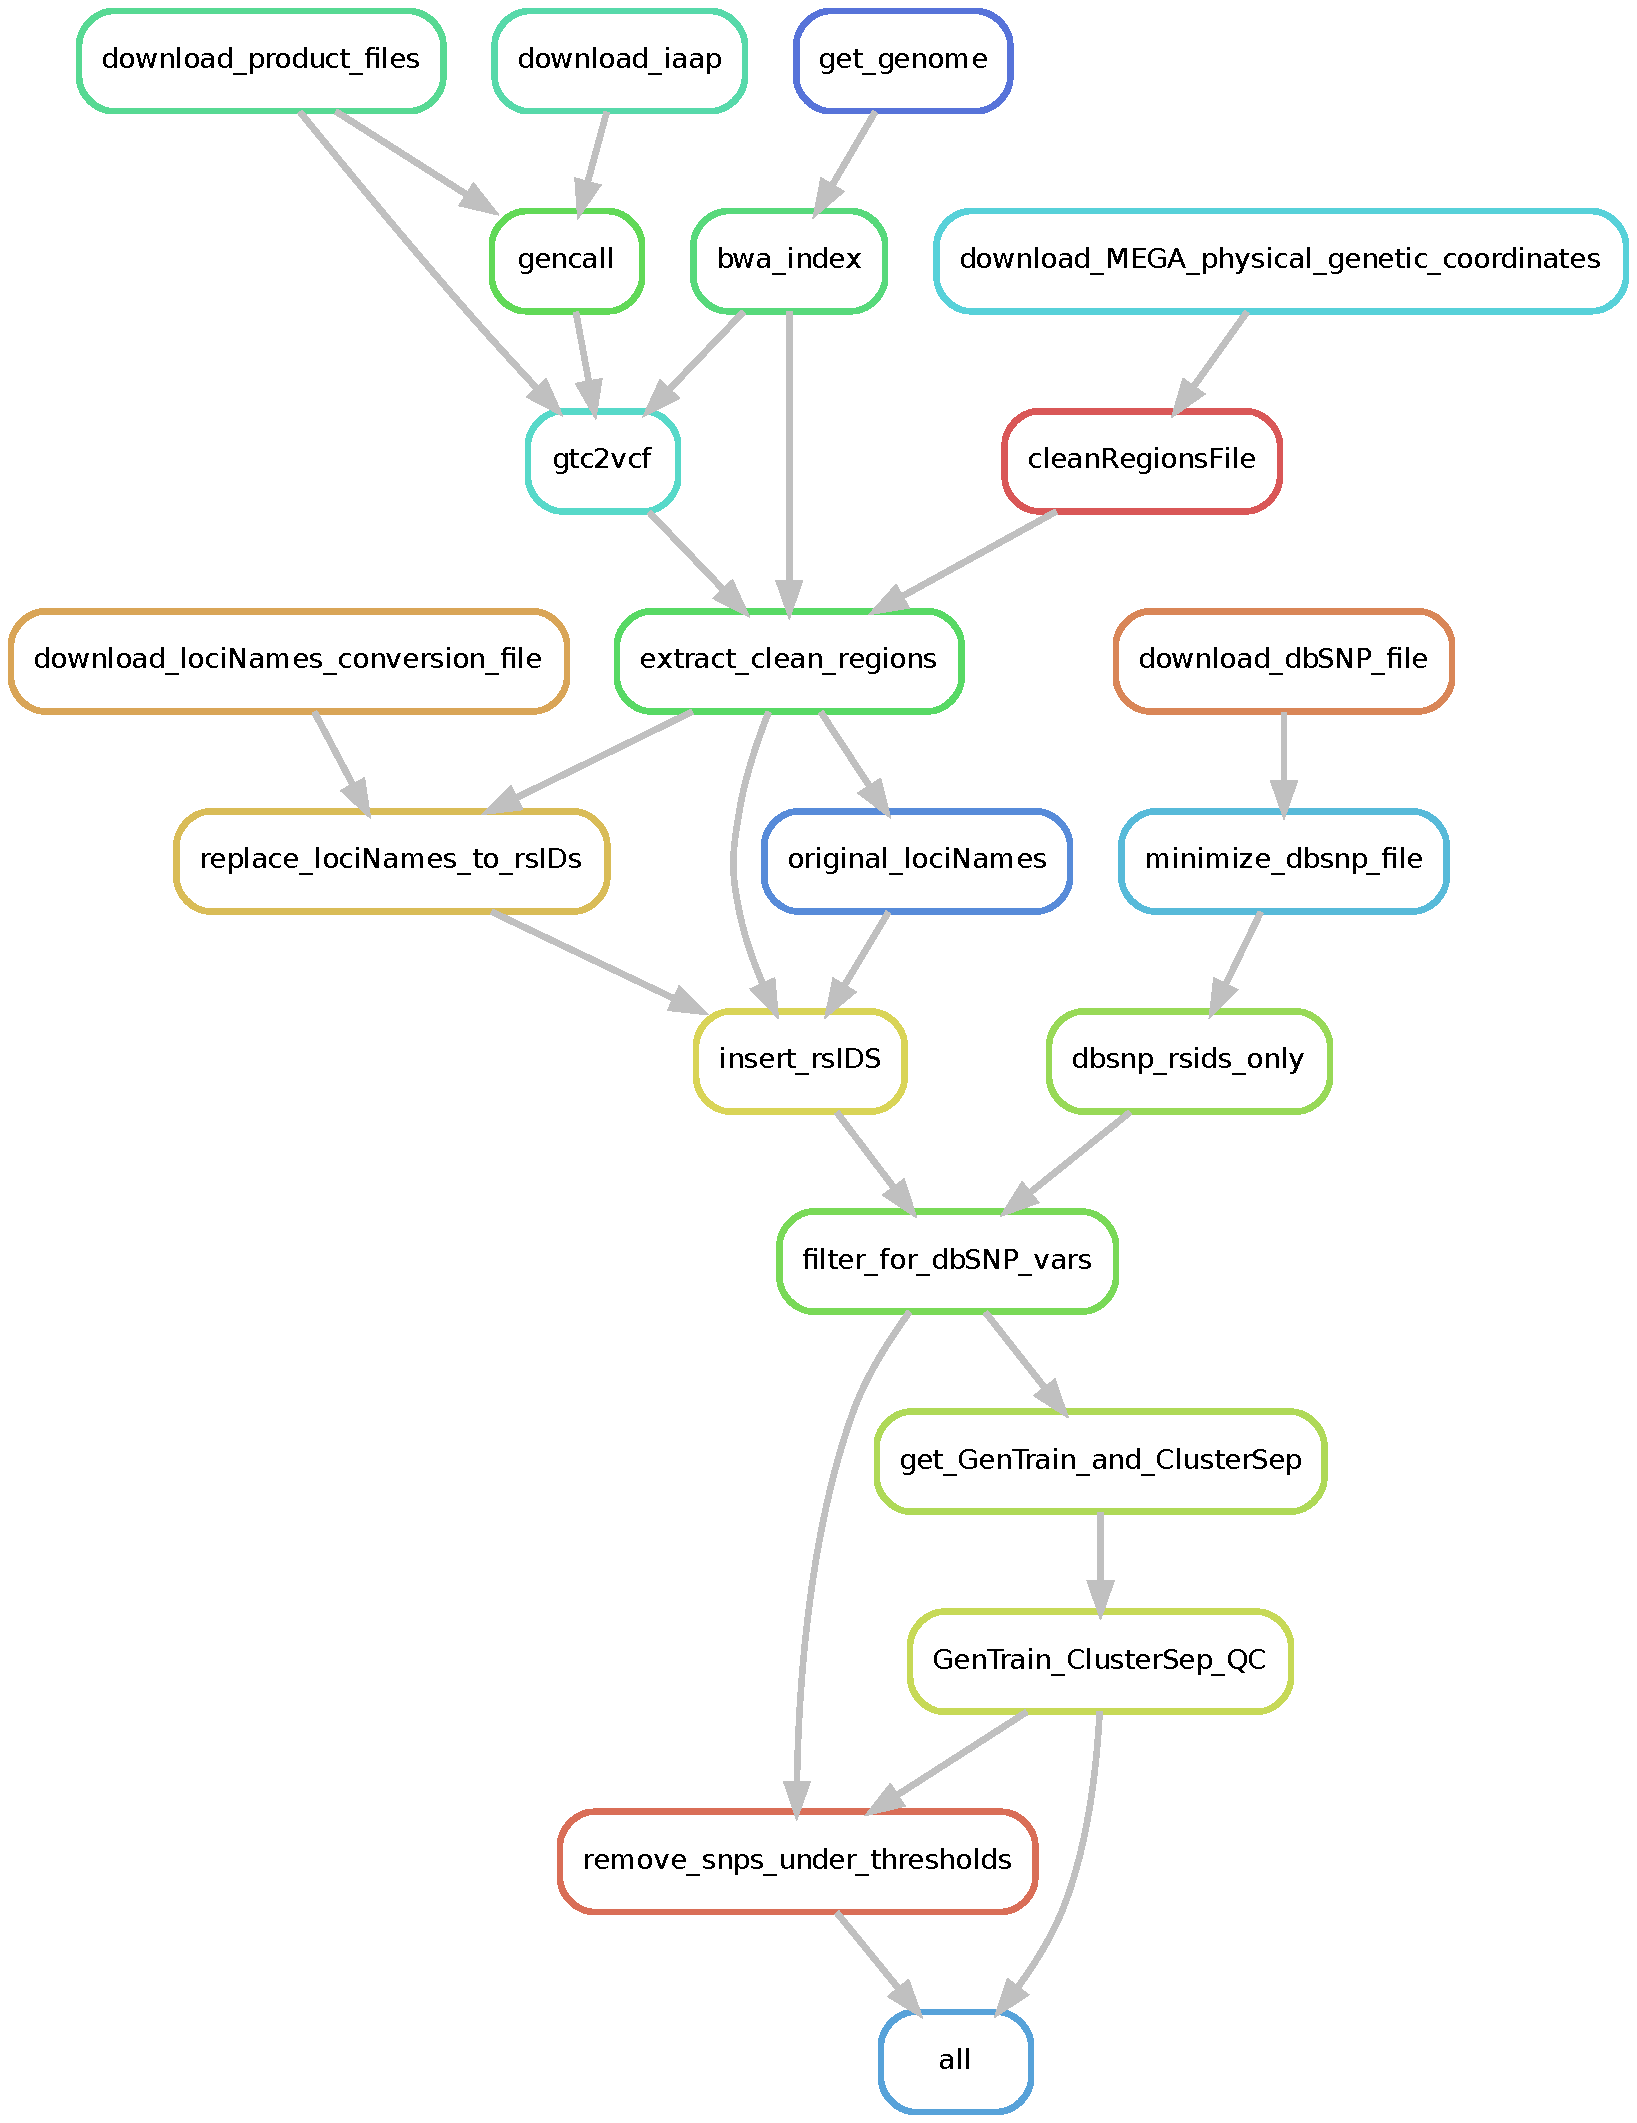 download_product_files
download_iaap
get_genome
gencall
bwa_index
download_MEGA_physical_genetic_coordinates
gtc2vcf
cleanRegionsFile
download_lociNames_conversion_file
extract_clean_regions
download_dbSNP_file
replace_lociNames_to_rsIDs
original_lociNames
minimize_dbsnp_file
insert_rsIDS
dbsnp_rsids_only
filter_for_dbSNP_vars
get_GenTrain_and_ClusterSep
GenTrain_ClusterSep_QC
remove_snps_under_thresholds
all